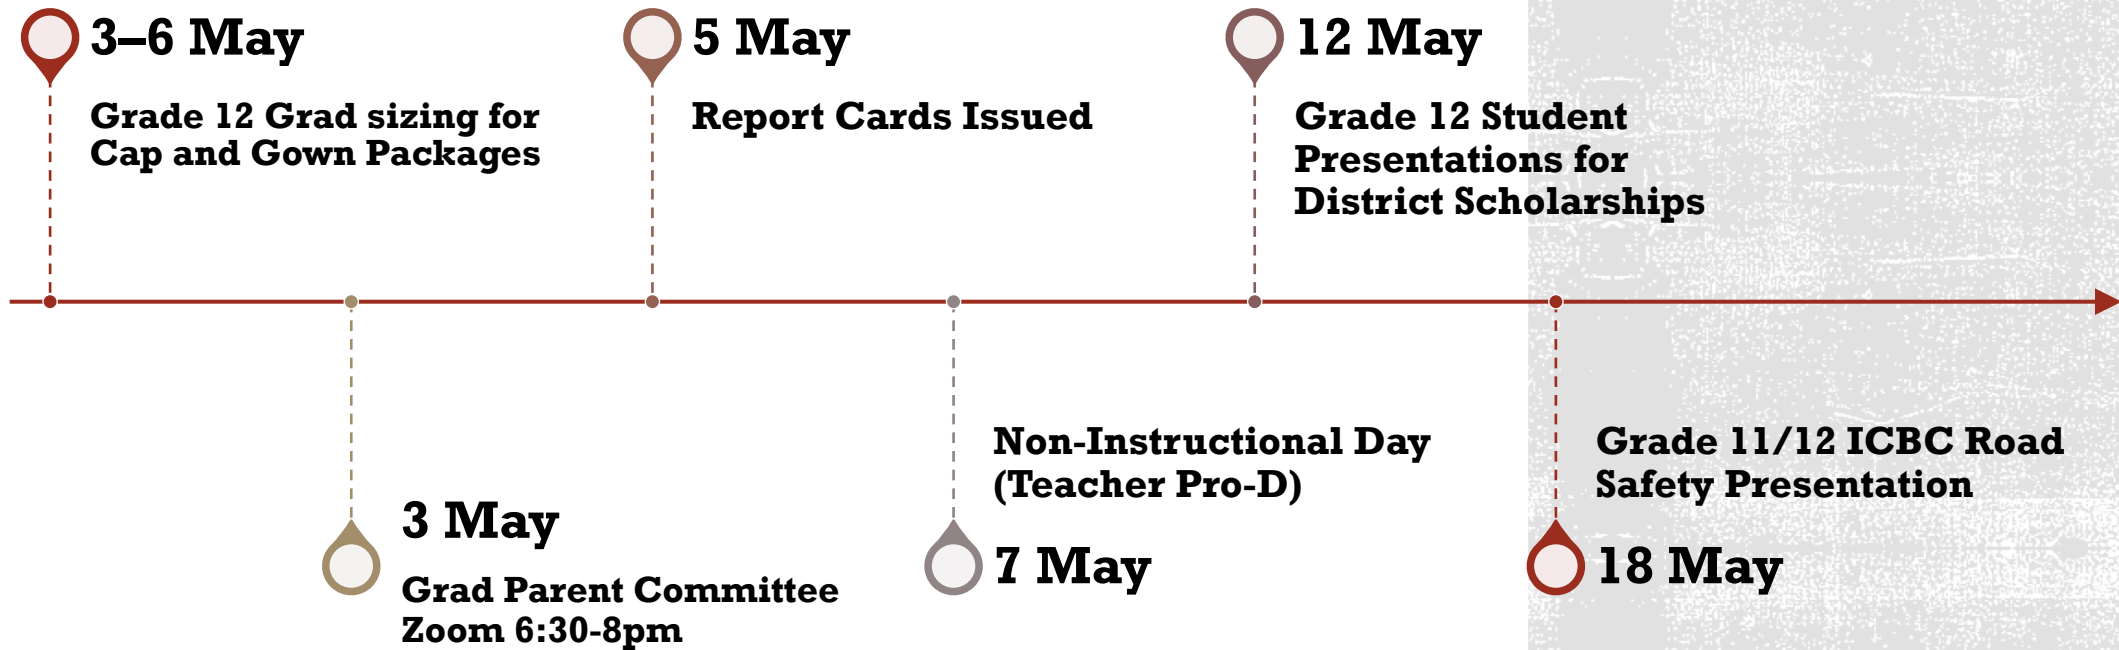 3–6 May
Grade 12 Grad sizing for
Cap and Gown Packages
3 May
Grad Parent Committee
Zoom 6:30-8pm
5 May
Report Cards Issued
Non-Instructional Day
(Teacher Pro-D)
7 May
12 May
Grade 12 Student
Presentations for
District Scholarships
Grade 11/12 ICBC Road
Safety Presentation
18 May